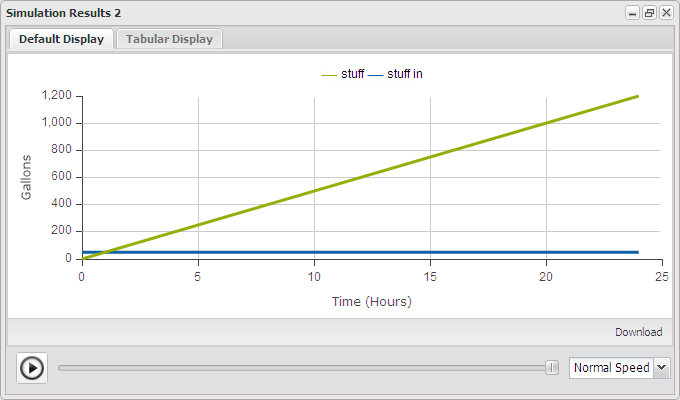 Simulation Results 2
Default Display Tabular Display
stuff stuff in
1,200
1,000
800
600
400
200
0
Gallons
0 5 10 15 20 25
Time (Hours)
Download
Normal Speed